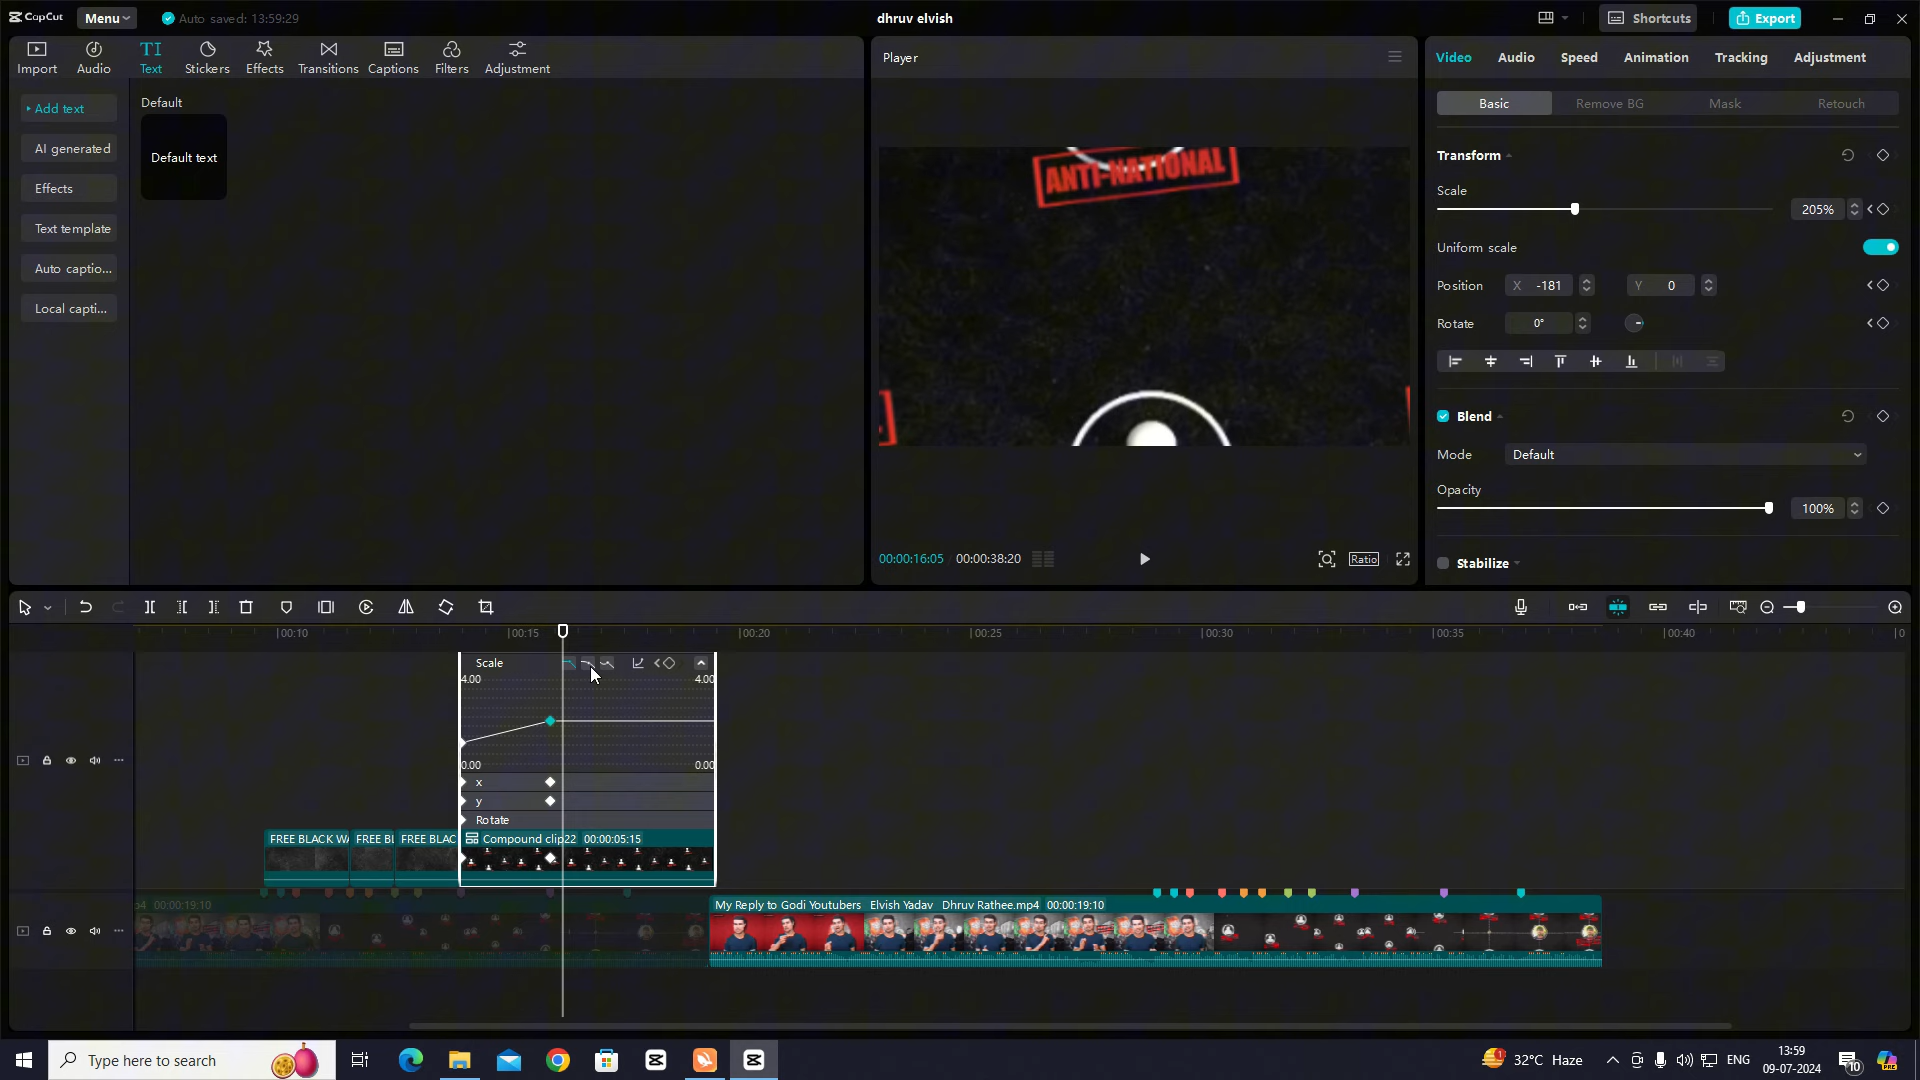 CapCut
Menu
Auto saved: 13:59:29
dhruv elvish
Shortcuts
Export
Import
Audio
TI
Text
Stickers
Effects
Transitions
Captions
Filters
Adjustment
Add text
AI generated
Effects
Text template
Auto captio...
Local capti...
Default
Default text
Player
ANTI-NATIONAL
00:00:16:05
00:00:38:20
Ratio
Video
Audio
Speed
Animation
Tracking
Adjustment
Basic
Remove BG
Mask
Retouch
Transform
Scale
205%
Uniform scale
Position X -181 Y 0
Rotate 0°
Blend
Mode Default
Opacity
100%
Stabilize
00:10
00:15
00:20
00:25
00:30
00:35
00:40
0
Scale
4.00 4.00
0.00 0.00
x
y
Rotate
FREE BLACK WA
FREE BL
FREE BLAC
Compound clip22 00:00:05:15
p4 00:00:19:10
My Reply to Godi Youtubers Elvish Yadav Dhruv Rathee.mp4 00:00:19:10
Type here to search
32°C Haze
ENG
13:59
09-07-2024
10
PRE